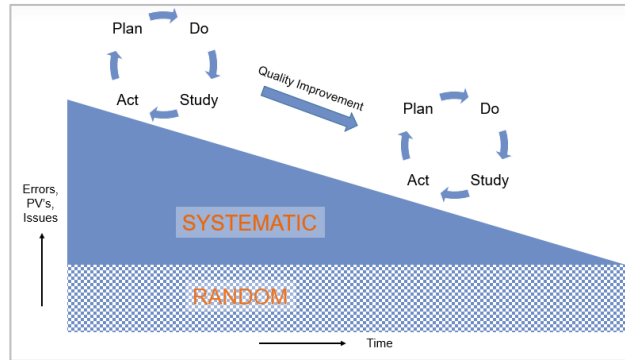 Plan
Do
Act
Study
Quality Improvement
Plan
Do
Act
Study
Errors,
PV's,
Issues
SYSTEMATIC
RANDOM
Time